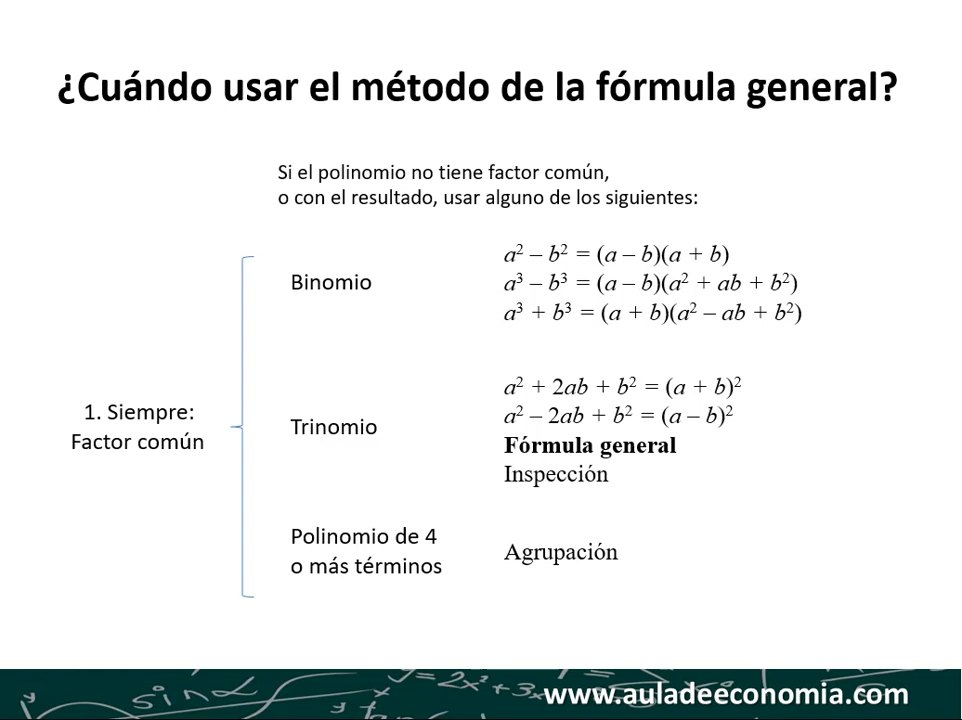 ¿Cuándo usar el método de la fórmula general?
Si el polinomio no tiene factor común,
o con el resultado, usar alguno de los siguientes:
1. Siempre:
Factor común
Binomio
a² – b² = (a – b)(a + b)
a³ – b³ = (a – b)(a² + ab + b²)
a³ + b³ = (a + b)(a² – ab + b²)
Trinomio
a² + 2ab + b² = (a + b)²
a² – 2ab + b² = (a – b)²
Fórmula general
Inspección
Polinomio de 4
o más términos
Agrupación
www.auladeeconomia.com